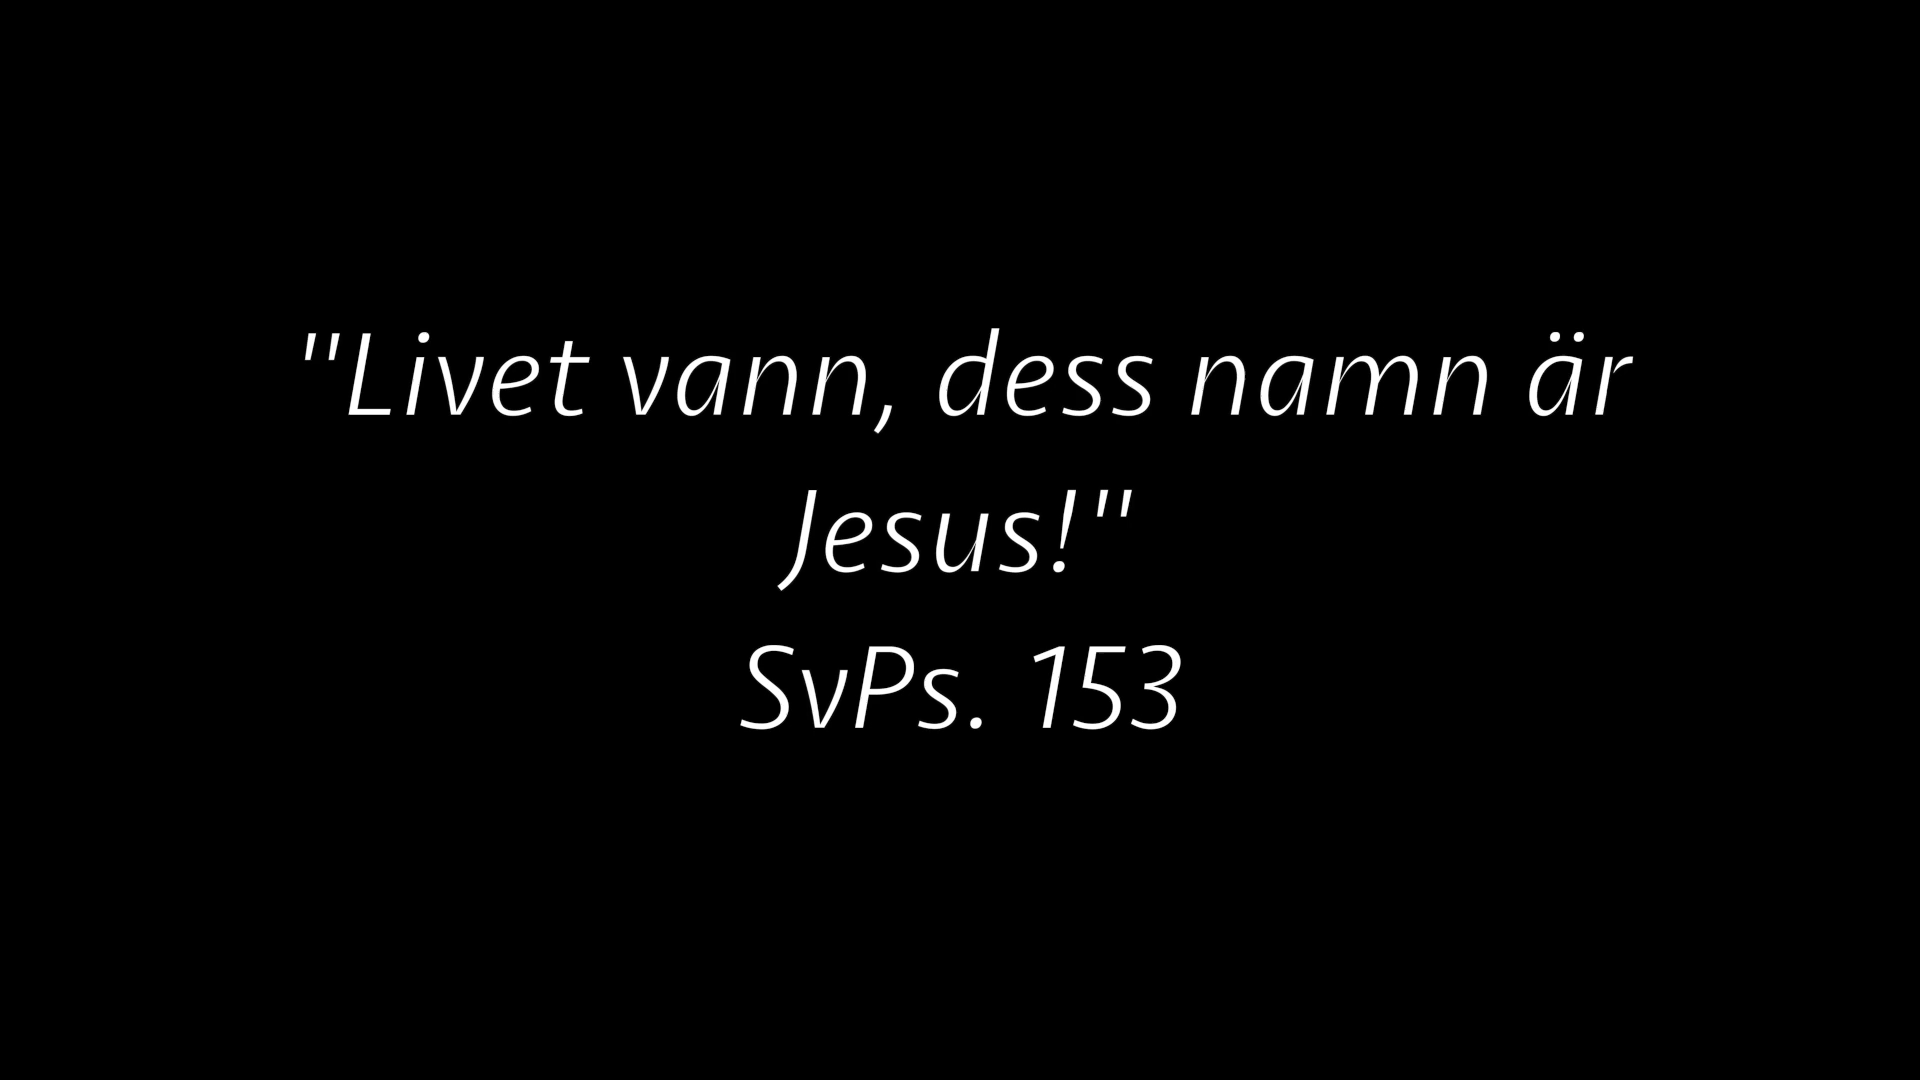 "Livet vann, dess namn är
Jesus!"
SvPs. 153